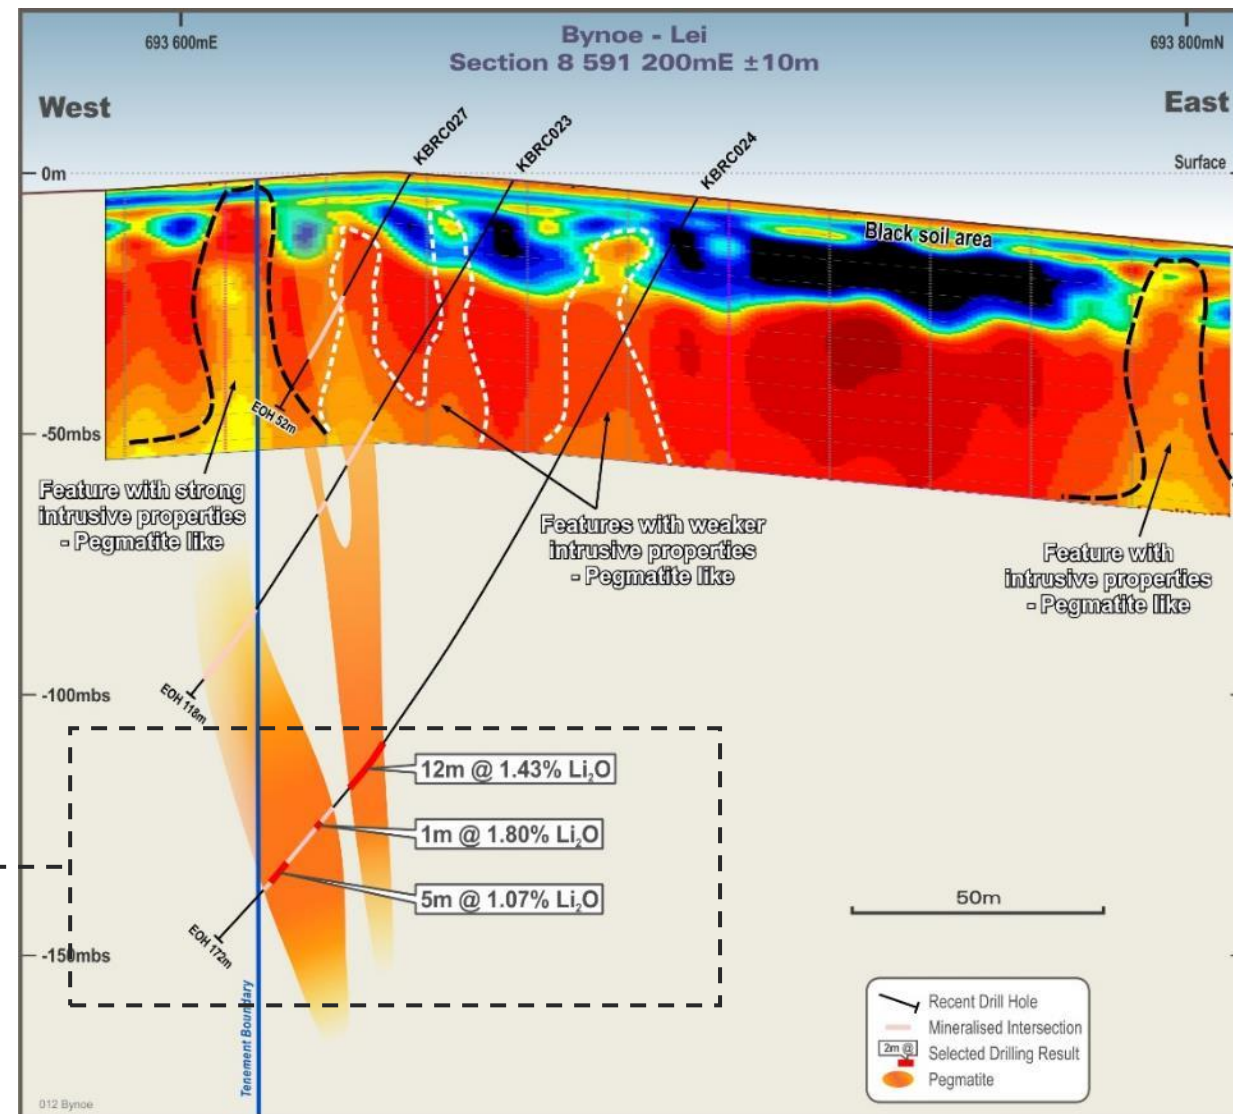 693 600mE
Bynoe - Lei
Section 8 591 200mE ±10m
693 800mN
West
East
KBRC027
KBRC023
KBRC024
0m
Surface
Black soil area
EOH 52m
-50mbs
Feature with strong
intrusive properties
- Pegmatite like
Features with weaker
intrusive properties
- Pegmatite like
Feature with
intrusive properties
- Pegmatite like
EOH 118m
-100mbs
12m @ 1.43% Li₂O
1m @ 1.80% Li₂O
5m @ 1.07% Li₂O
EOH 172m
-150mbs
50m
Tenement Boundary
Recent Drill Hole
Mineralised Intersection
2m @
Selected Drilling Result
Pegmatite
012 Bynoe